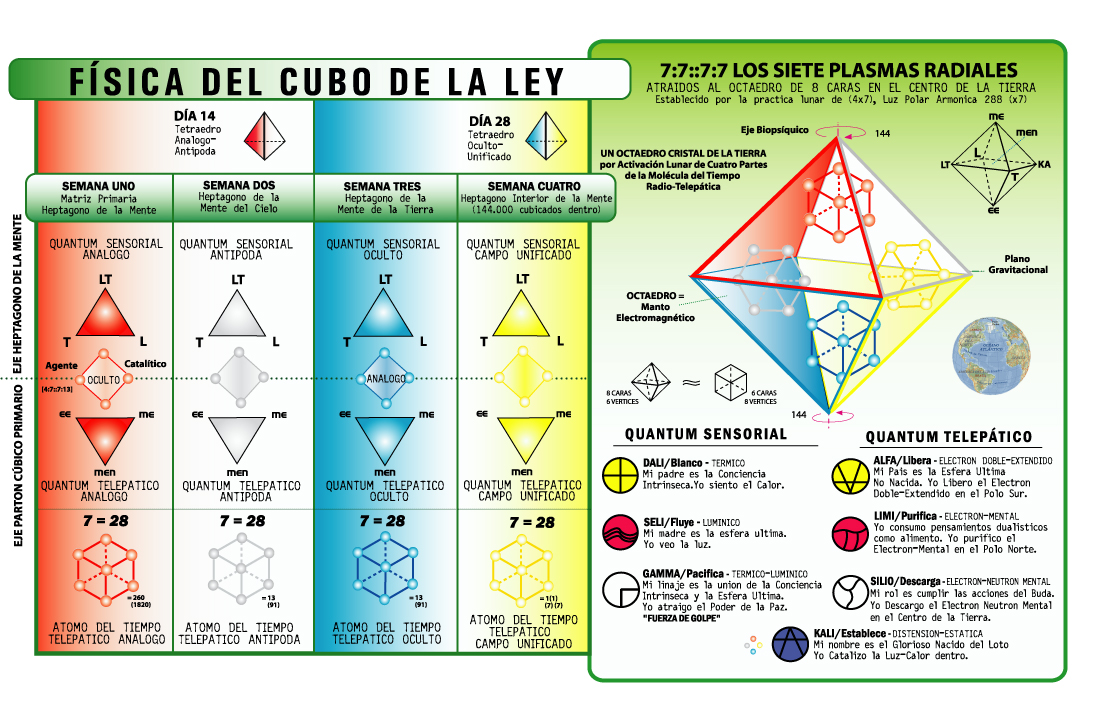 FÍSICA DEL CUBO DE LA LEY
DÍA 14
Tetraedro
Analogo-
Antipoda
DÍA 28
Tetraedro
Oculto-
Unificado
SEMANA UNO
Matriz Primaria
Heptagono de la Mente
SEMANA DOS
Heptagono de la
Mente del Cielo
SEMANA TRES
Heptagono de la
Mente de la Tierra
SEMANA CUATRO
Heptagono Interior de la Mente
(144.000 cubicados dentro)
EJE HEPTAGONO DE LA MENTE
EJE PARTON CÚBICO PRIMARIO
QUANTUM SENSORIAL
ANALOGO
LT
T
L
Agente
Catalítico
OCULTO
(4:7::7:13)
ee
me
men
QUANTUM TELEPATICO
ANALOGO
7 = 28
= 260
(1820)
ATOMO DEL TIEMPO
TELEPATICO ANALOGO
QUANTUM SENSORIAL
ANTIPODA
LT
QUANTUM TELEPATICO
ANTIPODA
7 = 28
= 13
(91)
ATOMO DEL TIEMPO
TELEPATICO ANTIPODA
QUANTUM SENSORIAL
OCULTO
LT
T
L
ANALOGO
ee
me
men
QUANTUM TELEPATICO
OCULTO
7 = 28
= 13
(91)
ATOMO DEL TIEMPO
TELEPATICO OCULTO
QUANTUM SENSORIAL
CAMPO UNIFICADO
LT
T
L
ee
me
men
QUANTUM TELEPATICO
CAMPO UNIFICADO
7 = 28
= 1(1)
(7) (7)
ATOMO DEL TIEMPO
TELEPATICO
CAMPO UNIFICADO
7:7::7:7 LOS SIETE PLASMAS RADIALES
ATRAIDOS AL OCTAEDRO DE 8 CARAS EN EL CENTRO DE LA TIERRA
Establecido por la practica lunar de (4x7), Luz Polar Armonica 288 (x7)
Eje Biopsíquico
144
UN OCTAEDRO CRISTAL DE LA TIERRA
por Activación Lunar de Cuatro Partes
de la Molécula del Tiempo
Radio-Telepática
me
men
L
LT
KA
T
ee
Plano
Gravitacional
OCTAEDRO =
Manto
Electromagnético
8 CARAS
6 VERTICES
≈
6 CARAS
8 VERTICES
144
QUANTUM SENSORIAL
DALI/Blanco - TERMICO
Mi padre es la Conciencia
Intrinseca.Yo siento el Calor.
SELI/Fluye - LUMINICO
Mi madre es la esfera ultima.
Yo veo la luz.
GAMMA/Pacifica - TERMICO-LUMINICO
Mi linaje es la union de la Conciencia
Intrinseca y la Esfera Ultima.
Yo atraigo el Poder de la Paz.
"FUERZA DE GOLPE"
QUANTUM TELEPÁTICO
ALFA/Libera - ELECTRON DOBLE-EXTENDIDO
Mi Pais es la Esfera Ultima
No Nacida. Yo Libero el Electron
Doble-Extendido en el Polo Sur.
LIMI/Purifica - ELECTRON-MENTAL
Yo consumo pensamientos dualisticos
como alimento. Yo purifico el
Electron-Mental en el Polo Norte.
SILIO/Descarga - ELECTRON-NEUTRON MENTAL
Mi rol es cumplir las acciones del Buda.
Yo Descargo el Electron Neutron Mental
en el Centro de la Tierra.
KALI/Establece - DISTENSION-ESTATICA
Mi nombre es el Glorioso Nacido del Loto
Yo Catalizo la Luz-Calor dentro.